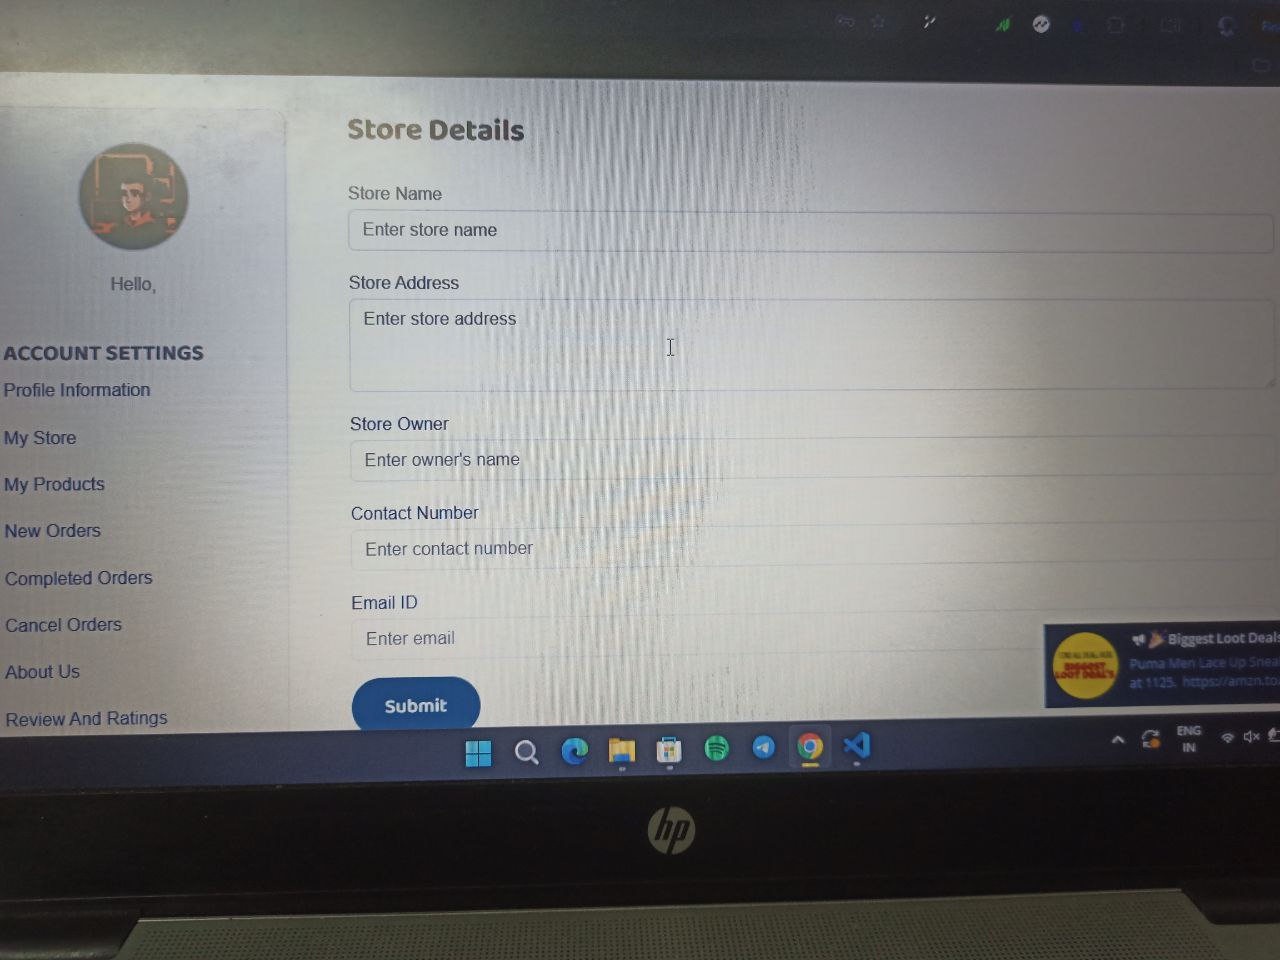 Store Details
Store Name
Enter store name
Store Address
Enter store address
Store Owner
Enter owner's name
Contact Number
Enter contact number
Email ID
Enter email
Submit
Hello,
ACCOUNT SETTINGS
Profile Information
My Store
My Products
New Orders
Completed Orders
Cancel Orders
About Us
Review And Ratings
BIGGEST
LOOT DEAL'S
Biggest Loot Deals
Puma Men Lace Up Snea
at 1125. https://amzn.to
ENG
IN
hp